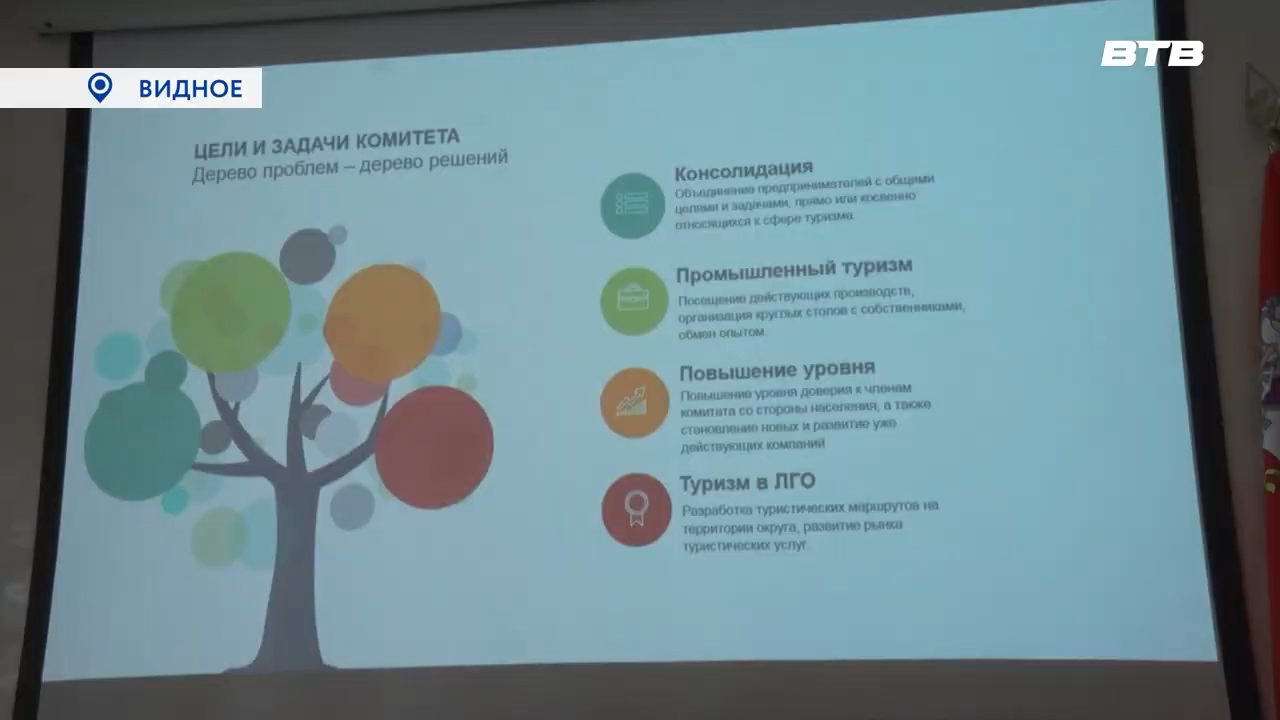 ВТВ
ВИДНОЕ
ЦЕЛИ И ЗАДАЧИ КОМИТЕТА
Дерево проблем – дерево решений
Консолидация
Объединение предпринимателей с общими
целями и задачами, прямо или косвенно
относящихся к сфере туризма
Промышленный туризм
Посещение действующих производств,
организация круглых столов с собственниками,
обмен опытом
Повышение уровня
Повышение уровня доверия к членам
комитата со стороны населения, а также
становление новых и развитие уже
действующих компаний
Туризм в ЛГО
Разработка туристических маршрутов на
территории округа, развитие рынка
туристических услуг.